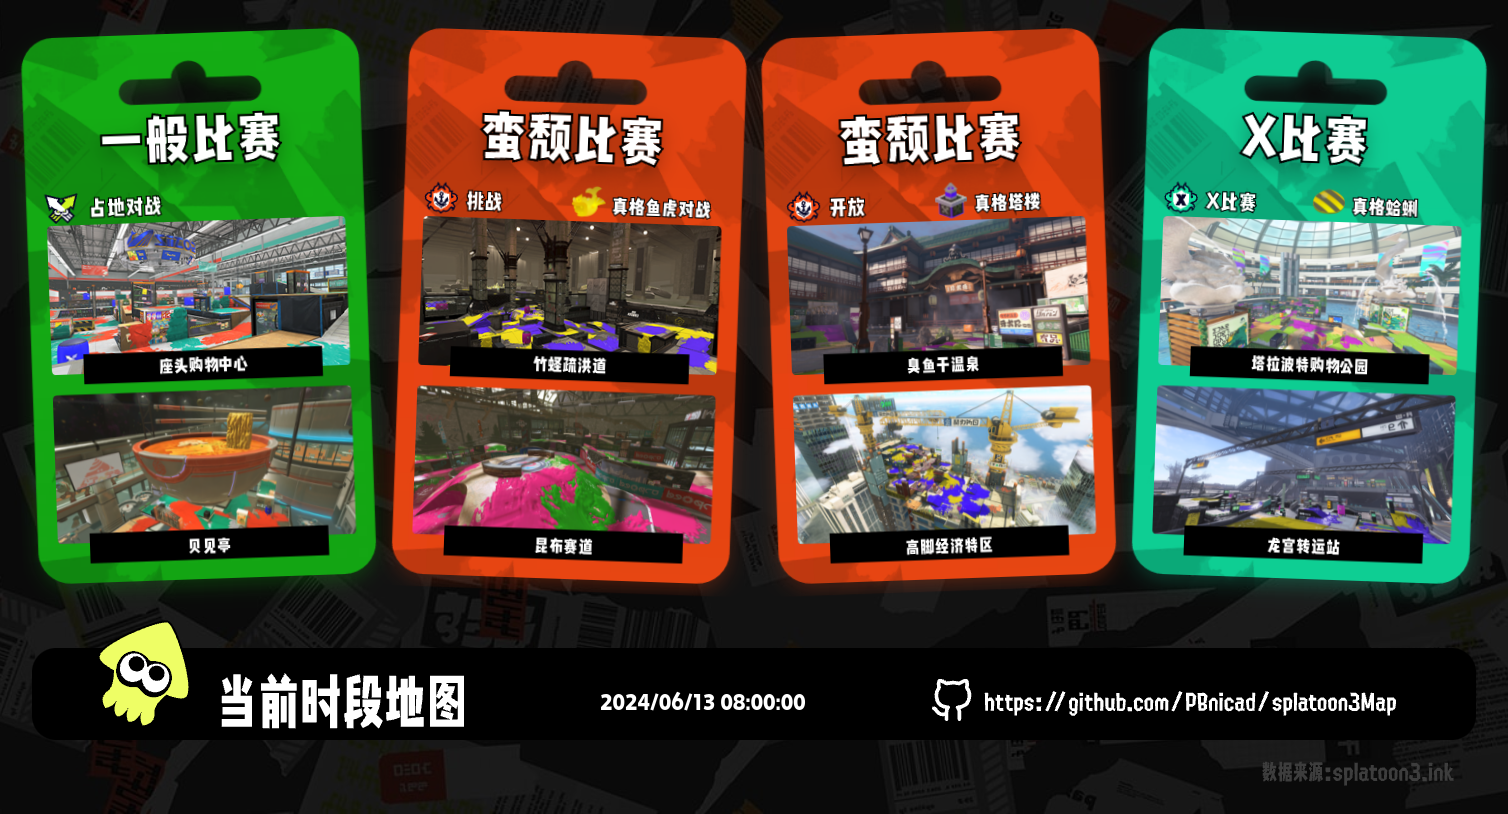 一般比赛
占地对战
座头购物中心
贝见亭
蛮颓比赛
挑战
真格鱼虎对战
竹蛏疏洪道
昆布赛道
蛮颓比赛
开放
真格塔楼
臭鱼干温泉
高脚经济特区
X比赛
X比赛
真格蛤蜊
塔拉波特购物公园
龙宫转运站
当前时段地图
2024/06/13 08:00:00
https://github.com/PBnicad/splatoon3Map
数据来源:splatoon3.ink